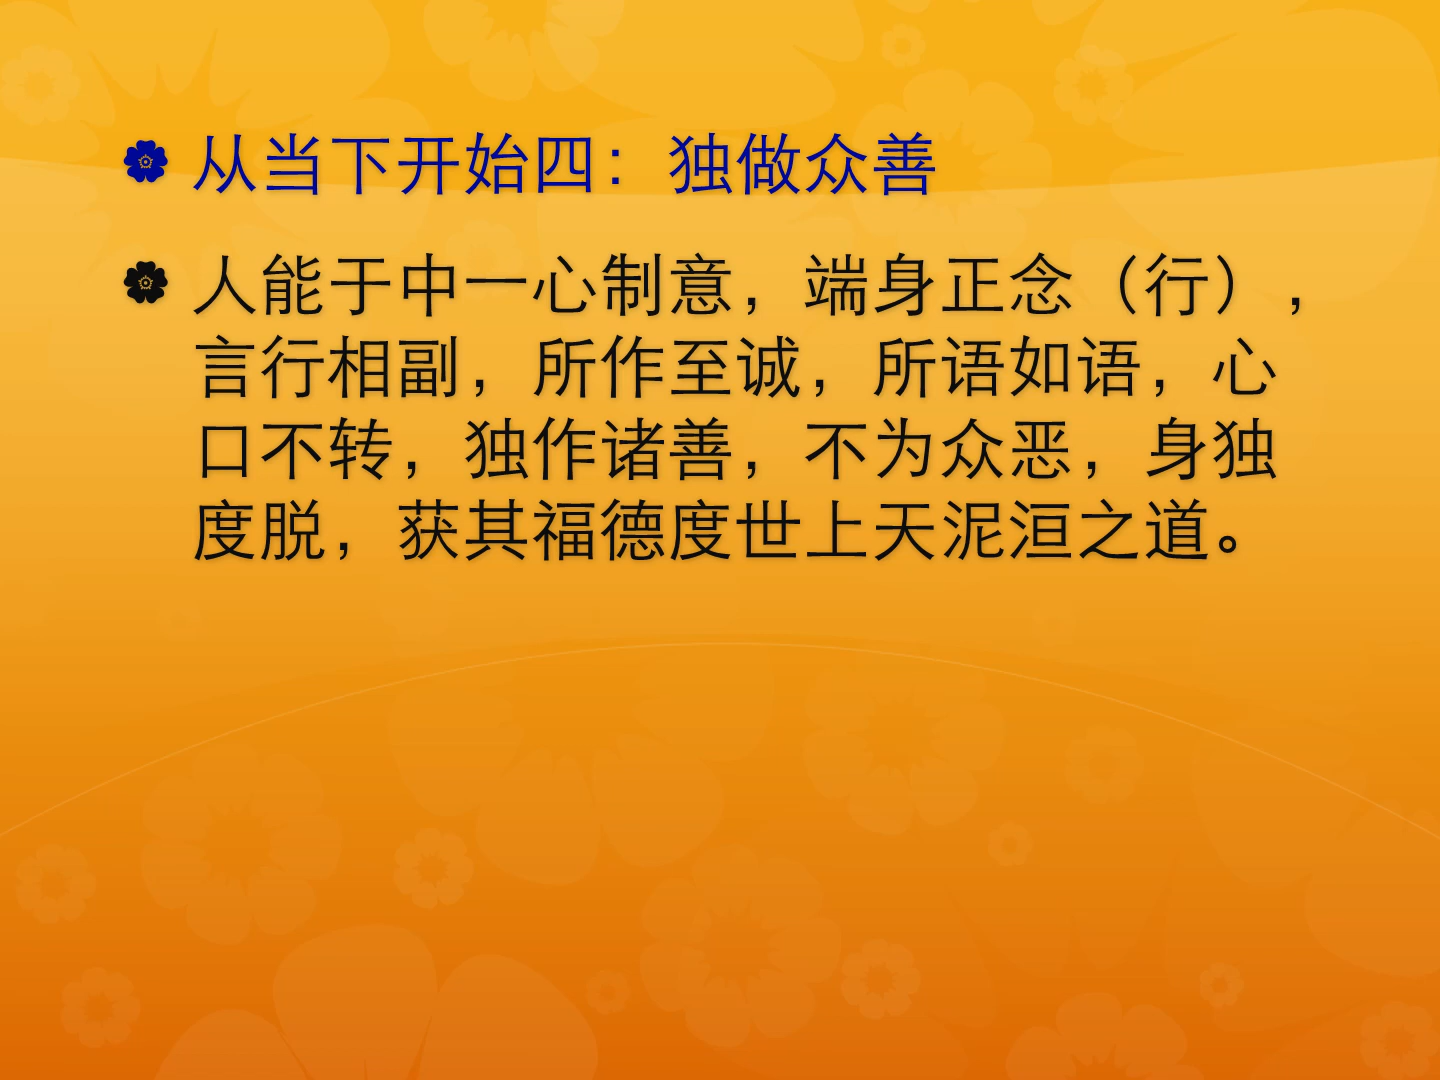 从当下开始四：独做众善
人能于中一心制意，端身正念（行），
言行相副，所作至诚，所语如语，心
口不转，独作诸善，不为众恶，身独
度脱，获其福德度世上天泥洹之道。